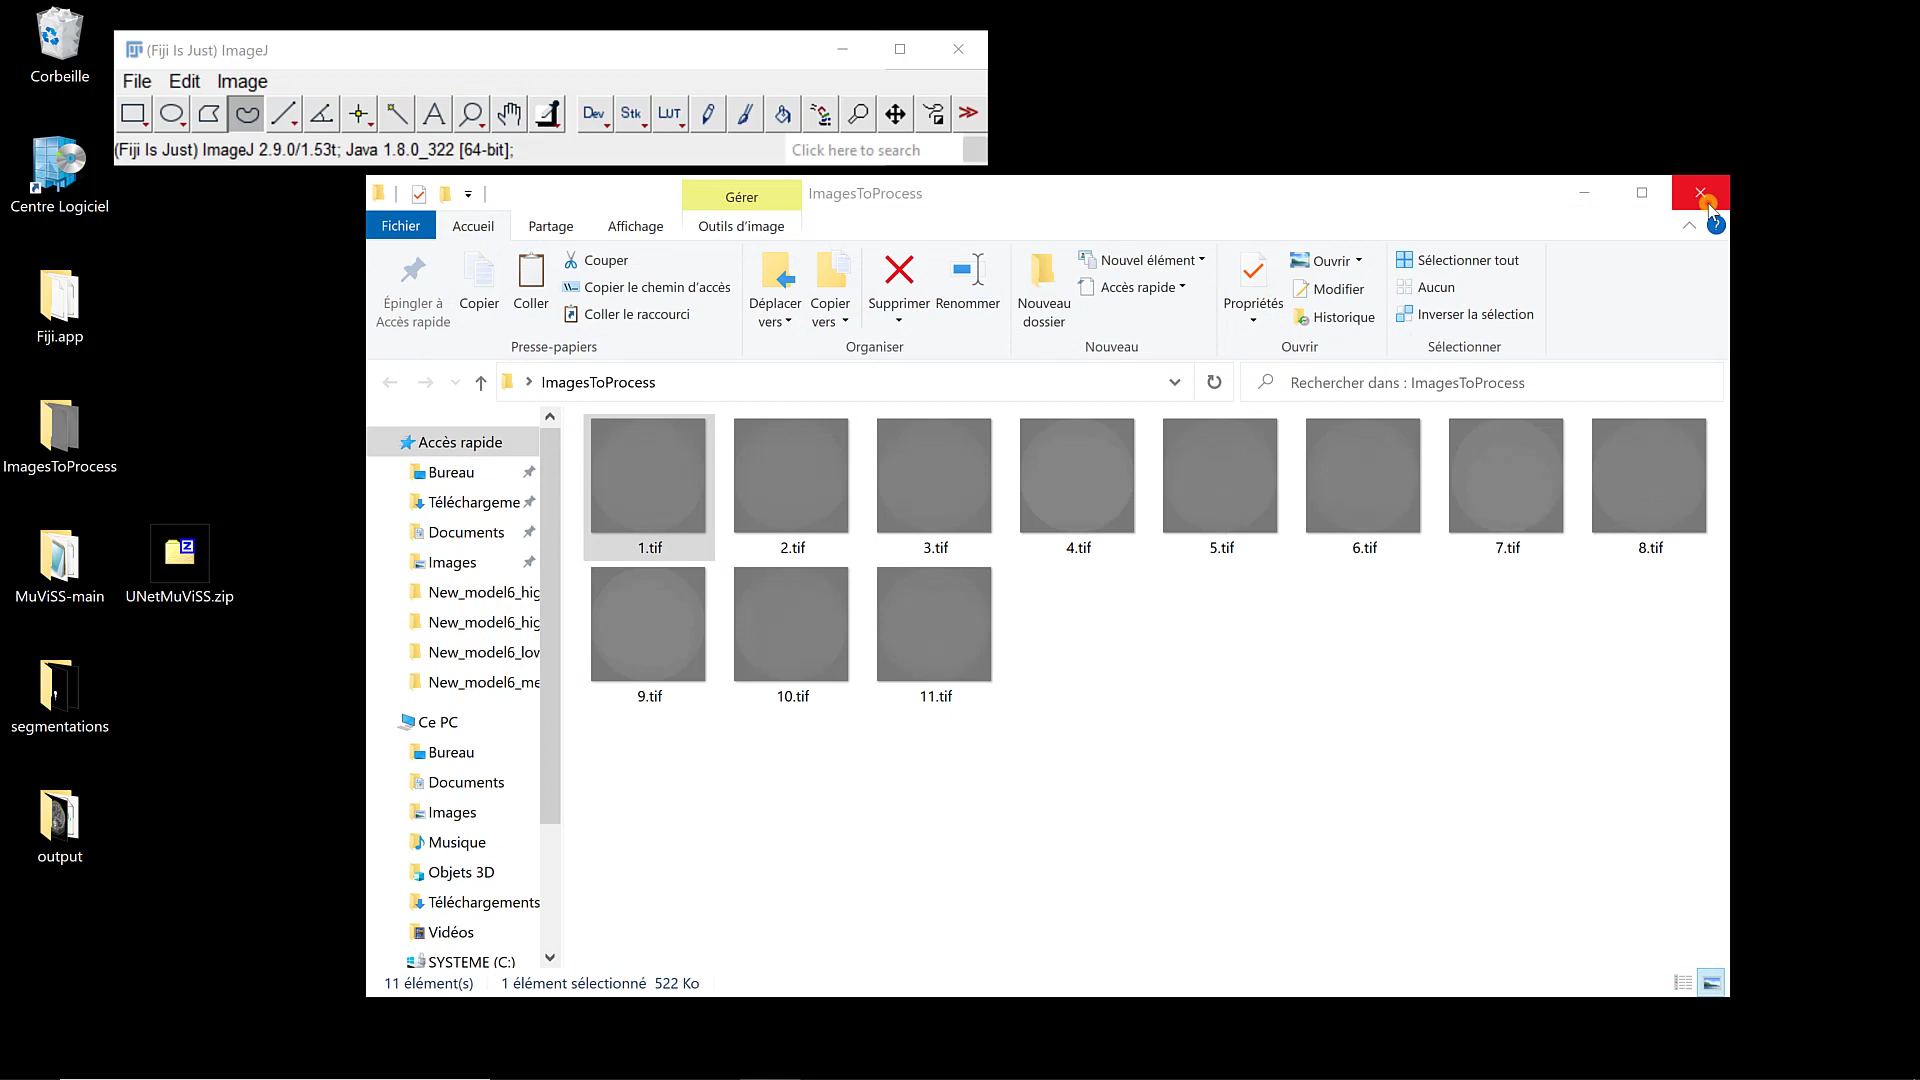 Corbeille
Centre Logiciel
Fiji.app
ImagesToProcess
MuViSS-main
UNetMuViSS.zip
segmentations
output
(Fiji Is Just) ImageJ
File Edit Image
Dev Stk LUT
(Fiji Is Just) ImageJ 2.9.0/1.53t; Java 1.8.0_322 [64-bit];
Click here to search
Gérer
ImagesToProcess
Fichier
Accueil
Partage
Affichage
Outils d'image
Épingler à
Accès rapide
Copier
Coller
Couper
Copier le chemin d'accès
Coller le raccourci
Presse-papiers
Déplacer
vers
Copier
vers
Supprimer
Renommer
Organiser
Nouveau
dossier
Nouvel élément
Accès rapide
Nouveau
Propriétés
Ouvrir
Modifier
Historique
Ouvrir
Sélectionner tout
Aucun
Inverser la sélection
Sélectionner
ImagesToProcess
Rechercher dans : ImagesToProcess
Accès rapide
Bureau
Téléchargeme
Documents
Images
New_model6_hig
New_model6_hig
New_model6_low
New_model6_me
Ce PC
Bureau
Documents
Images
Musique
Objets 3D
Téléchargements
Vidéos
SYSTEME (C:)
1.tif
2.tif
3.tif
4.tif
5.tif
6.tif
7.tif
8.tif
9.tif
10.tif
11.tif
11 élément(s)
1 élément sélectionné 522 Ko